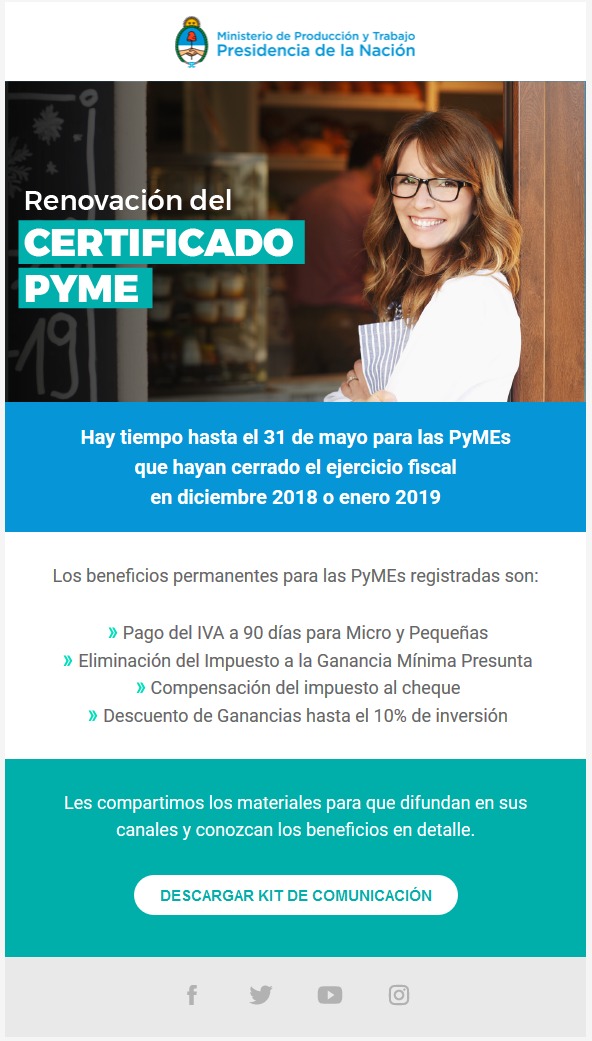 Ministerio de Producción y Trabajo
Presidencia de la Nación
Renovación del
CERTIFICADO
PYME
-19
Hay tiempo hasta el 31 de mayo para las PyMEs
que hayan cerrado el ejercicio fiscal
en diciembre 2018 o enero 2019
Los beneficios permanentes para las PyMEs registradas son:
» Pago del IVA a 90 días para Micro y Pequeñas
» Eliminación del Impuesto a la Ganancia Mínima Presunta
» Compensación del impuesto al cheque
» Descuento de Ganancias hasta el 10% de inversión
Les compartimos los materiales para que difundan en sus
canales y conozcan los beneficios en detalle.
DESCARGAR KIT DE COMUNICACIÓN